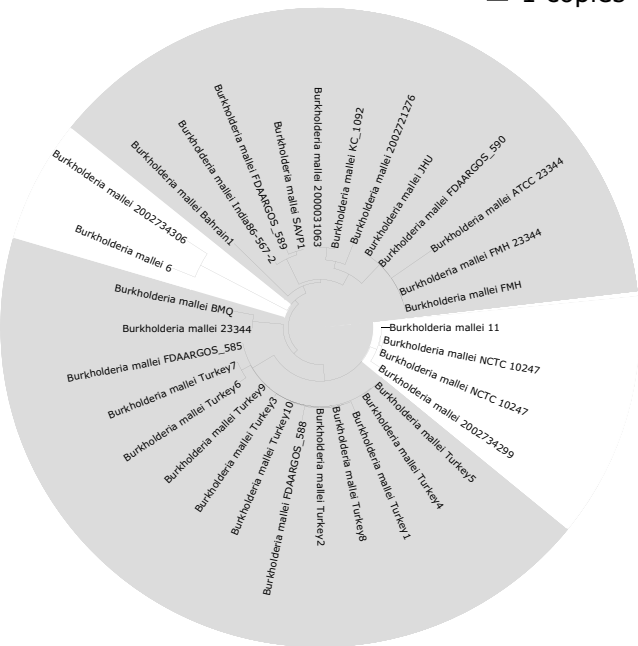 1 copies
Burkholderia mallei 2002734306
Burkholderia mallei 6
Burkholderia mallei Bahrain1
Burkholderia mallei India86-567-2
Burkholderia mallei FDAARGOS_589
Burkholderia mallei SAVP1
Burkholderia mallei 2000031063
Burkholderia mallei KC_1092
Burkholderia mallei 2002721276
Burkholderia mallei JHU
Burkholderia mallei FDAARGOS_590
Burkholderia mallei ATCC 23344
Burkholderia mallei FMH 23344
Burkholderia mallei FMH
Burkholderia mallei 11
Burkholderia mallei NCTC 10247
Burkholderia mallei NCTC 10247
Burkholderia mallei 2002734299
Burkholderia mallei Turkey5
Burkholderia mallei Turkey4
Burkholderia mallei Turkey1
Burkholderia mallei Turkey8
Burkholderia mallei Turkey2
Burkholderia mallei FDAARGOS_588
Burkholderia mallei Turkey10
Burkholderia mallei Turkey3
Burkholderia mallei Turkey9
Burkholderia mallei Turkey6
Burkholderia mallei Turkey7
Burkholderia mallei FDAARGOS_585
Burkholderia mallei 23344
Burkholderia mallei BMQ